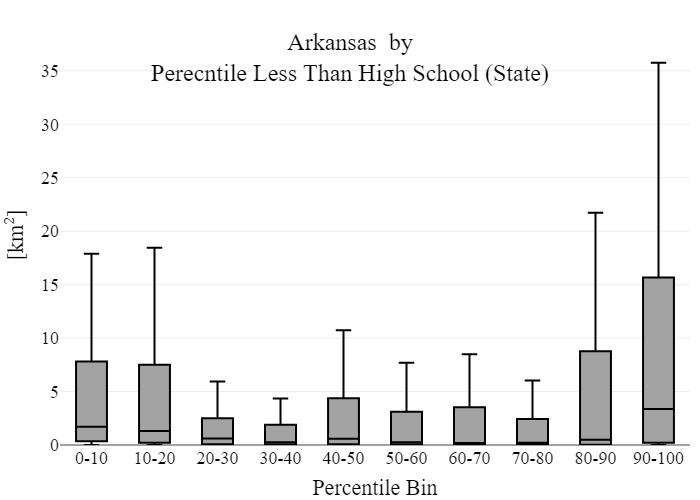 Arkansas by
Perecntile Less Than High School (State)
35
30
25
20
15
10
5
0
[km²]
0-10 10-20 20-30 30-40 40-50 50-60 60-70 70-80 80-90 90-100
Percentile Bin